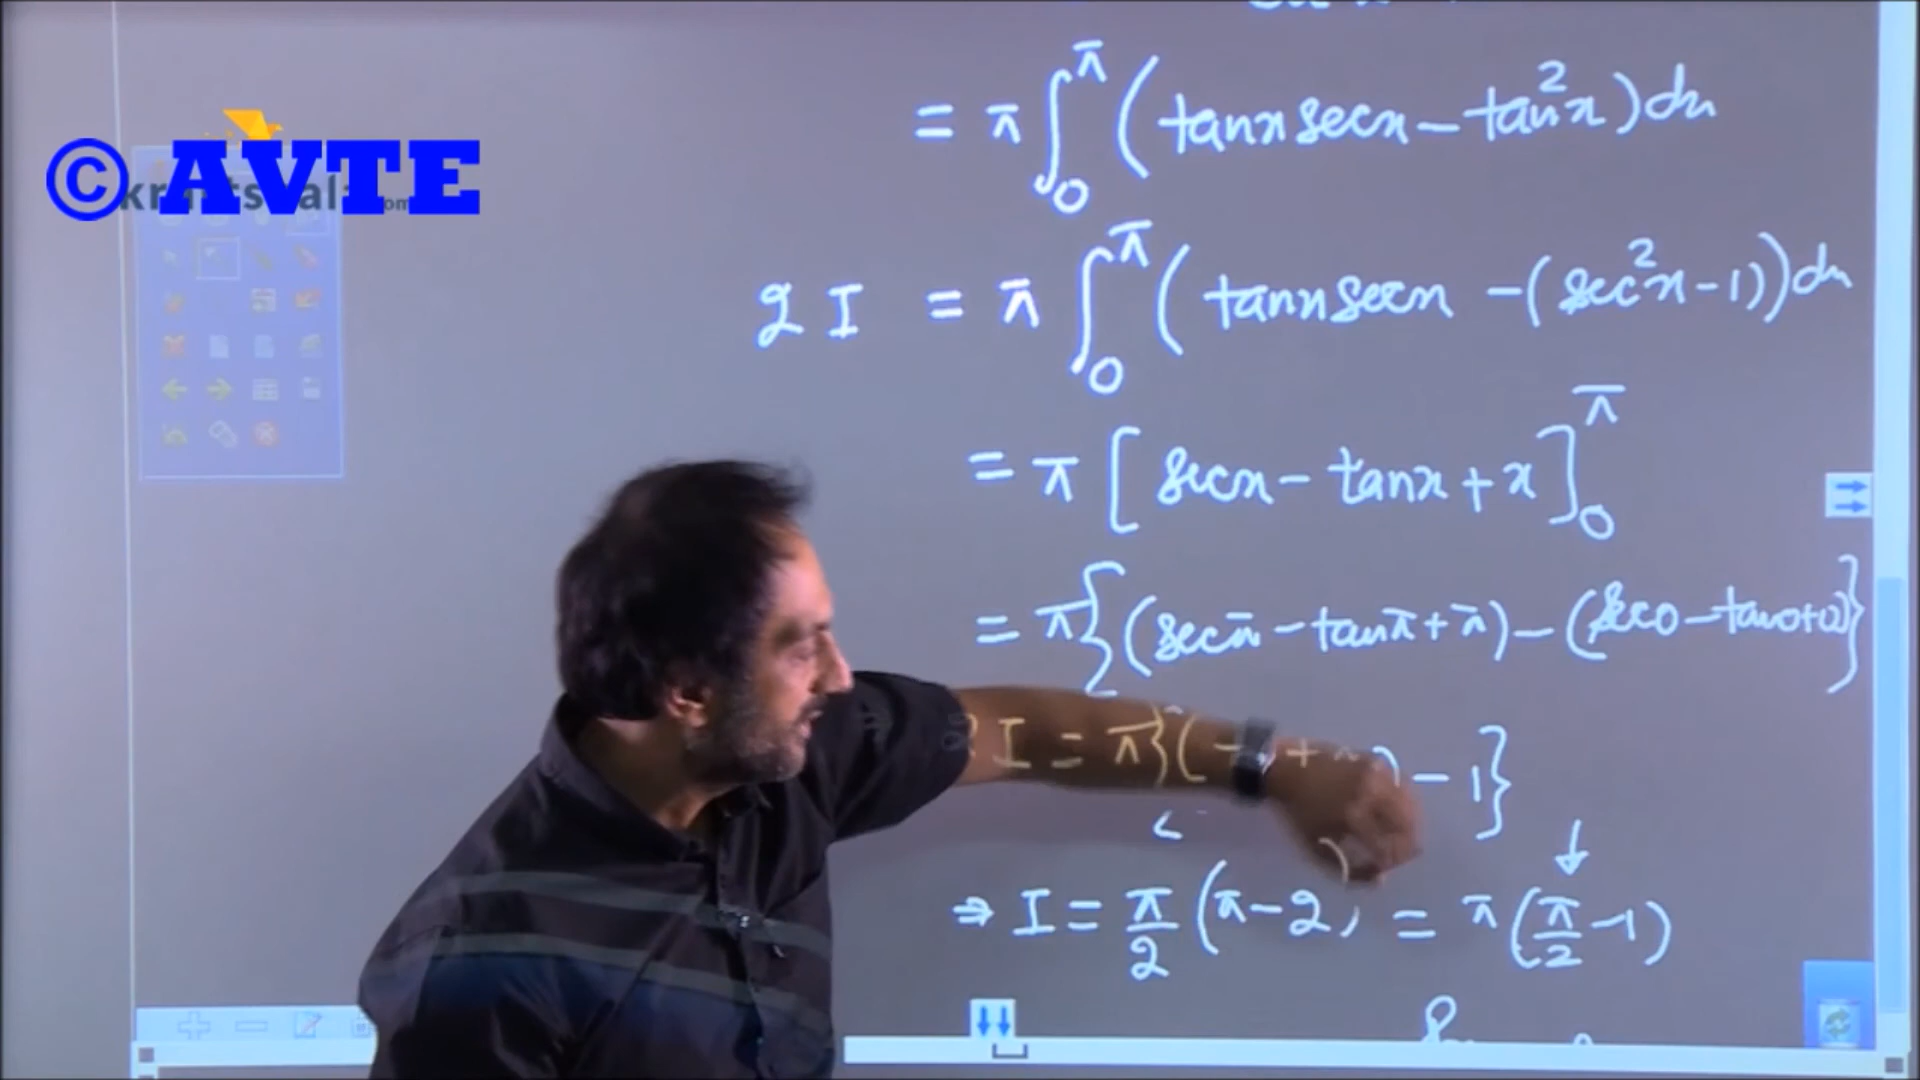 = π ∫₀^π (tanx secx - tan²x) dx
© AVTE
2I = π ∫₀^π (tanx secx - (sec²x - 1)) dx
= π [secx - tanx + x]₀^π
= π {(secπ - tanπ + π) - (sec0 - tan0 + 0)}
I = π {( + ) - 1}
⇒ I = π/2 (π - 2) = π (π/2 - 1)